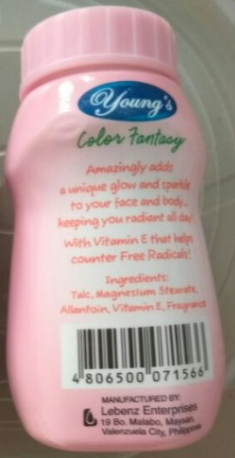 Young's
Color Fantasy
Amazingly adds
a unique glow and sparkle
to your face and body...
keeping you radiant all day!
With Vitamin E that helps
counter Free Radicals!
Ingredients:
Talc, Magnesium Stearate,
Allantoin, Vitamin E, Fragrance
4 806500 071566
MANUFACTURED BY:
Lebenz Enterprises
19 Bo. Malabo, Maysan,
Valenzuela City, Philippines